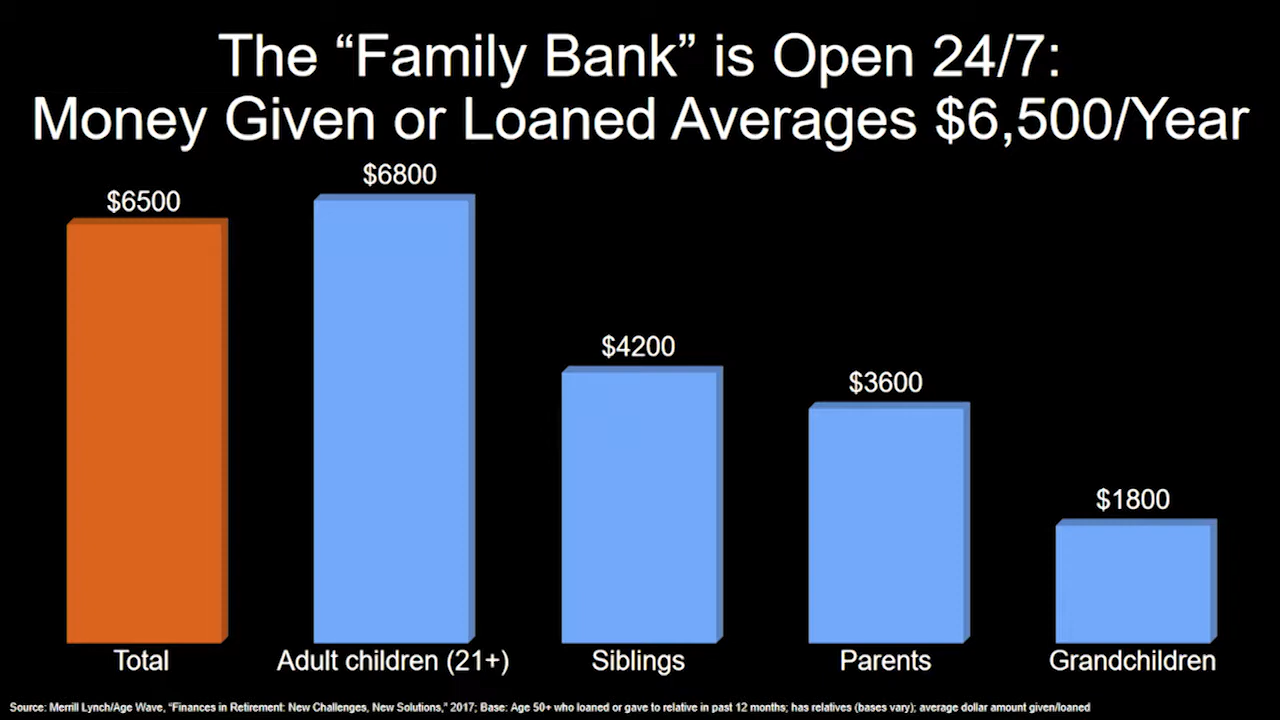 The “Family Bank” is Open 24/7:
Money Given or Loaned Averages $6,500/Year
$6500
$6800
$4200
$3600
$1800
Total
Adult children (21+)
Siblings
Parents
Grandchildren
Source: Merrill Lynch/Age Wave, “Finances in Retirement: New Challenges, New Solutions,” 2017; Base: Age 50+ who loaned or gave to relative in past 12 months; has relatives (bases vary); average dollar amount given/loaned